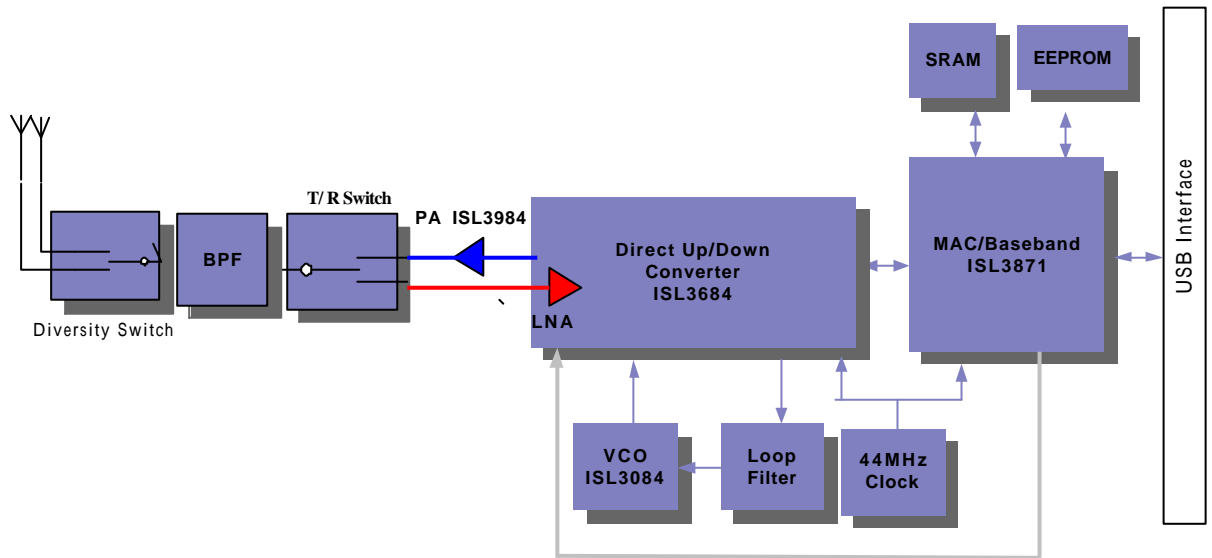 SRAM
EEPROM
USB Interface
T/ R Switch
PA ISL3984
BPF
Direct Up/Down
Converter
ISL3684
MAC/Baseband
ISL3871
LNA
Diversity Switch
VCO
ISL3084
Loop
Filter
44MHz
Clock